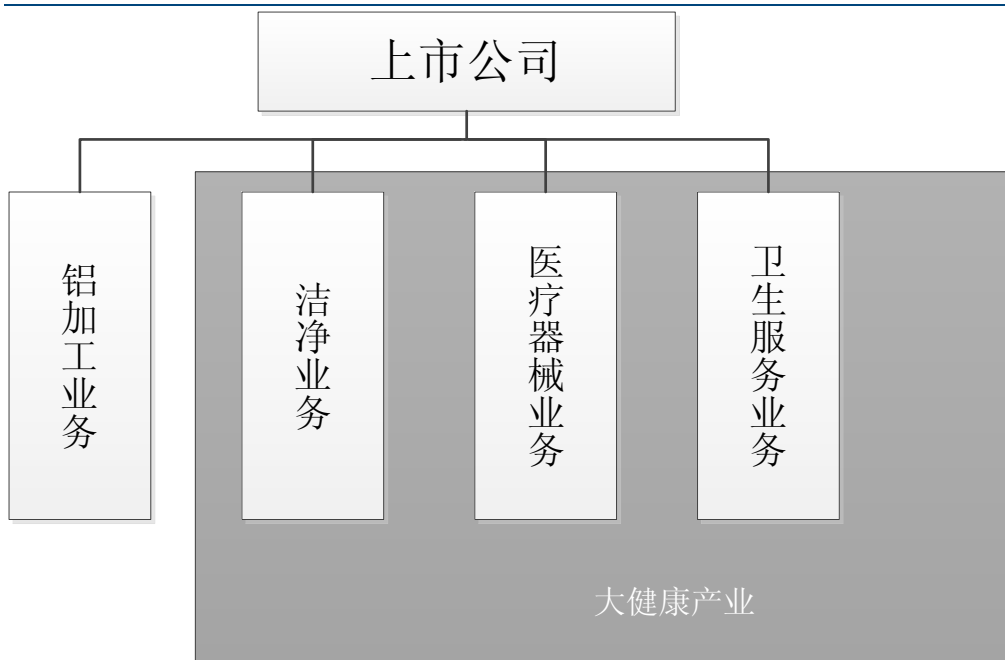 上市公司
铝加工业务
洁净业务
医疗器械业务
卫生服务业务
大健康产业